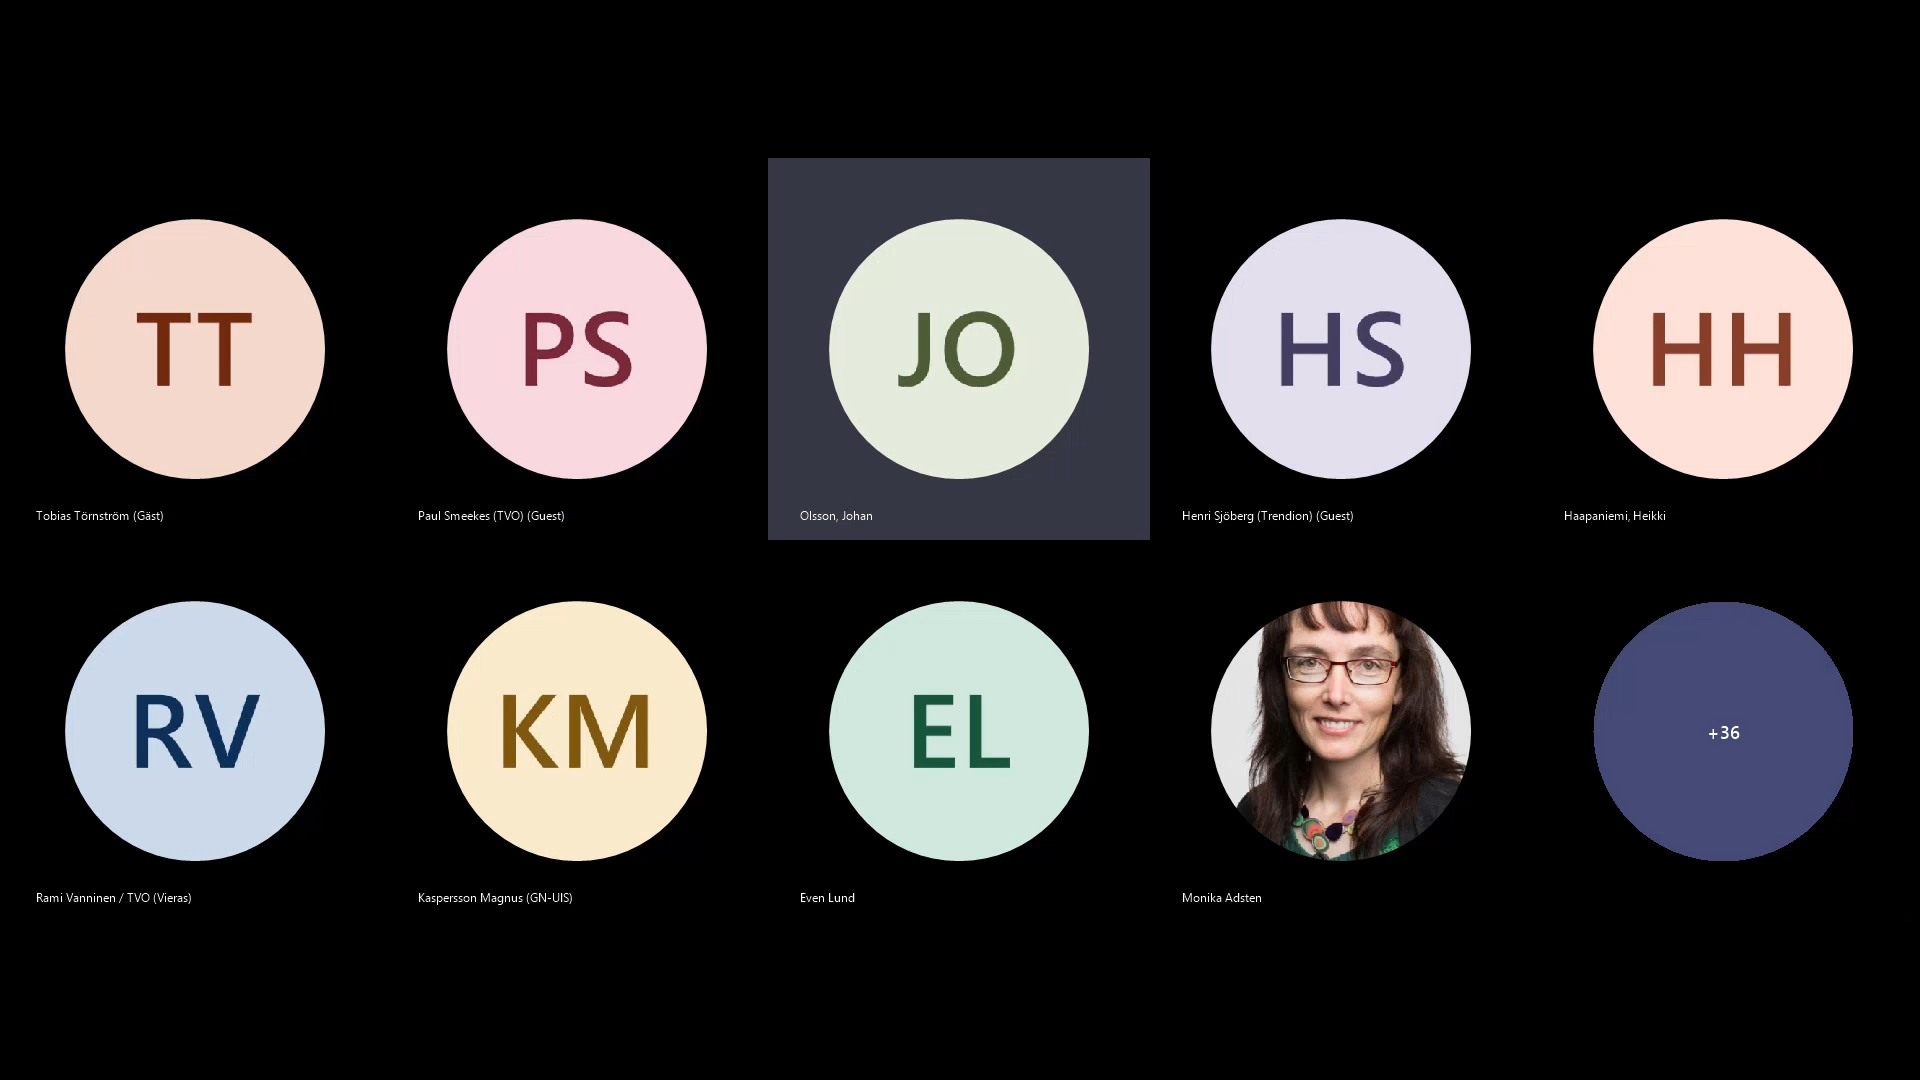 TT
PS
JO
HS
HH
Tobias Törnström (Gäst)
Paul Smeekes (TVO) (Guest)
Olsson, Johan
Henri Sjöberg (Trendion) (Guest)
Haapaniemi, Heikki
RV
KM
EL
+36
Rami Vanninen / TVO (Vieras)
Kaspersson Magnus (GN-UIS)
Even Lund
Monika Adsten